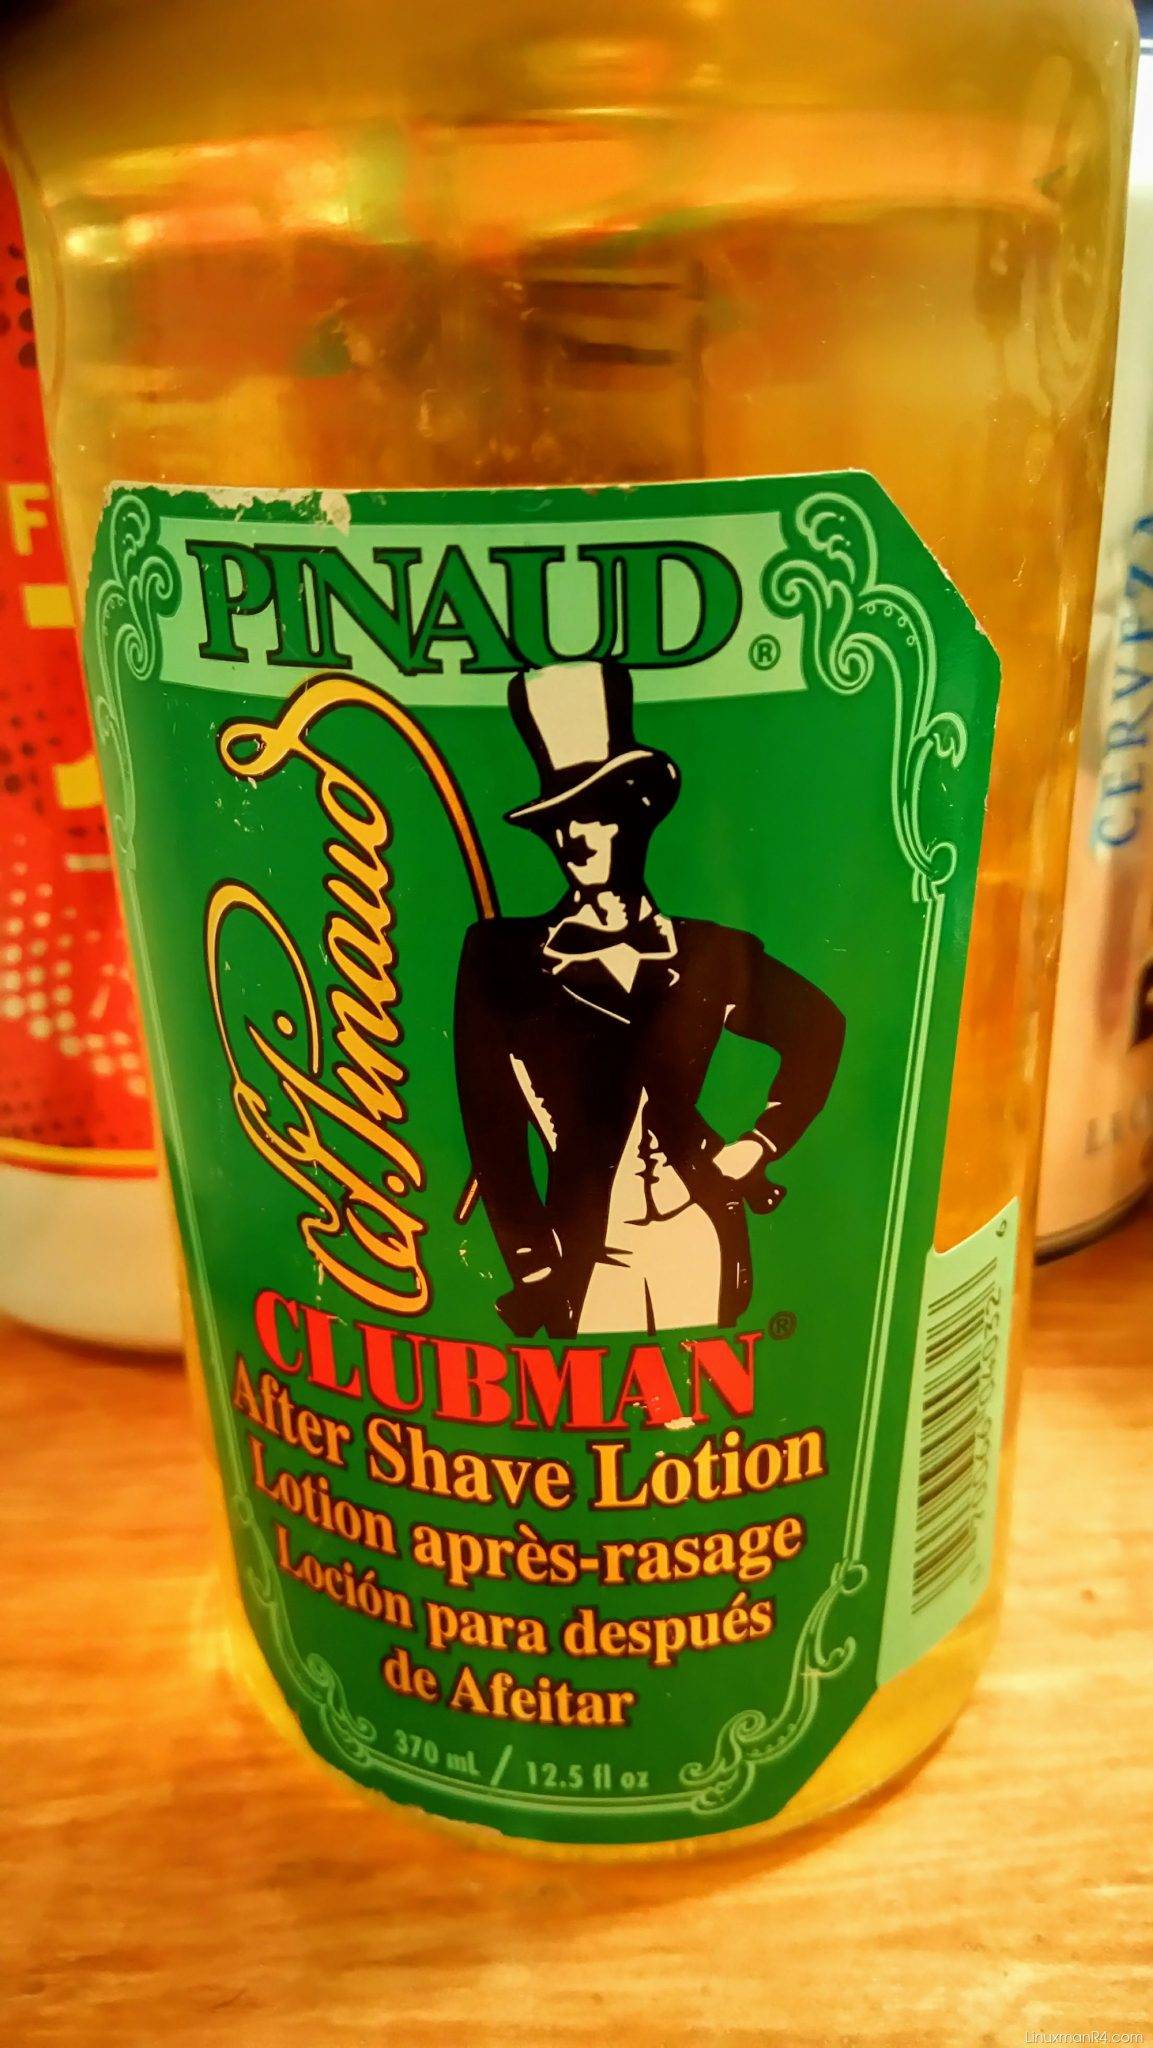 PINAUD®
Ed. Pinaud
CLUBMAN®
After Shave Lotion
Lotion après-rasage
Loción para después
de Afeitar
370 mL / 12.5 fl oz
CERVEZA
F
LinuxmanR4.com